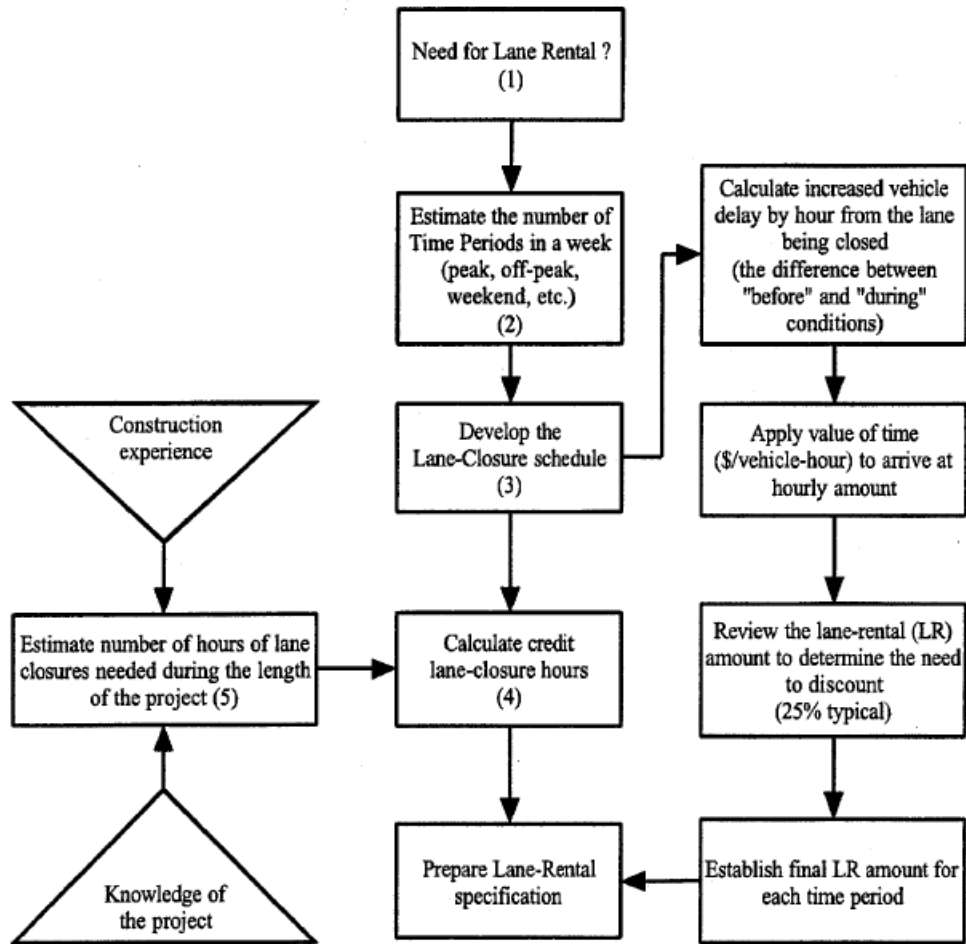 Need for Lane Rental ?
(1)
Estimate the number of
Time Periods in a week
(peak, off-peak,
weekend, etc.)
(2)
Calculate increased vehicle
delay by hour from the lane
being closed
(the difference between
"before" and "during"
conditions)
Construction
experience
Develop the
Lane-Closure schedule
(3)
Apply value of time
($/vehicle-hour) to arrive at
hourly amount
Estimate number of hours of lane
closures needed during the length
of the project (5)
Calculate credit
lane-closure hours
(4)
Review the lane-rental (LR)
amount to determine the need
to discount
(25% typical)
Knowledge of
the project
Prepare Lane-Rental
specification
Establish final LR amount for
each time period